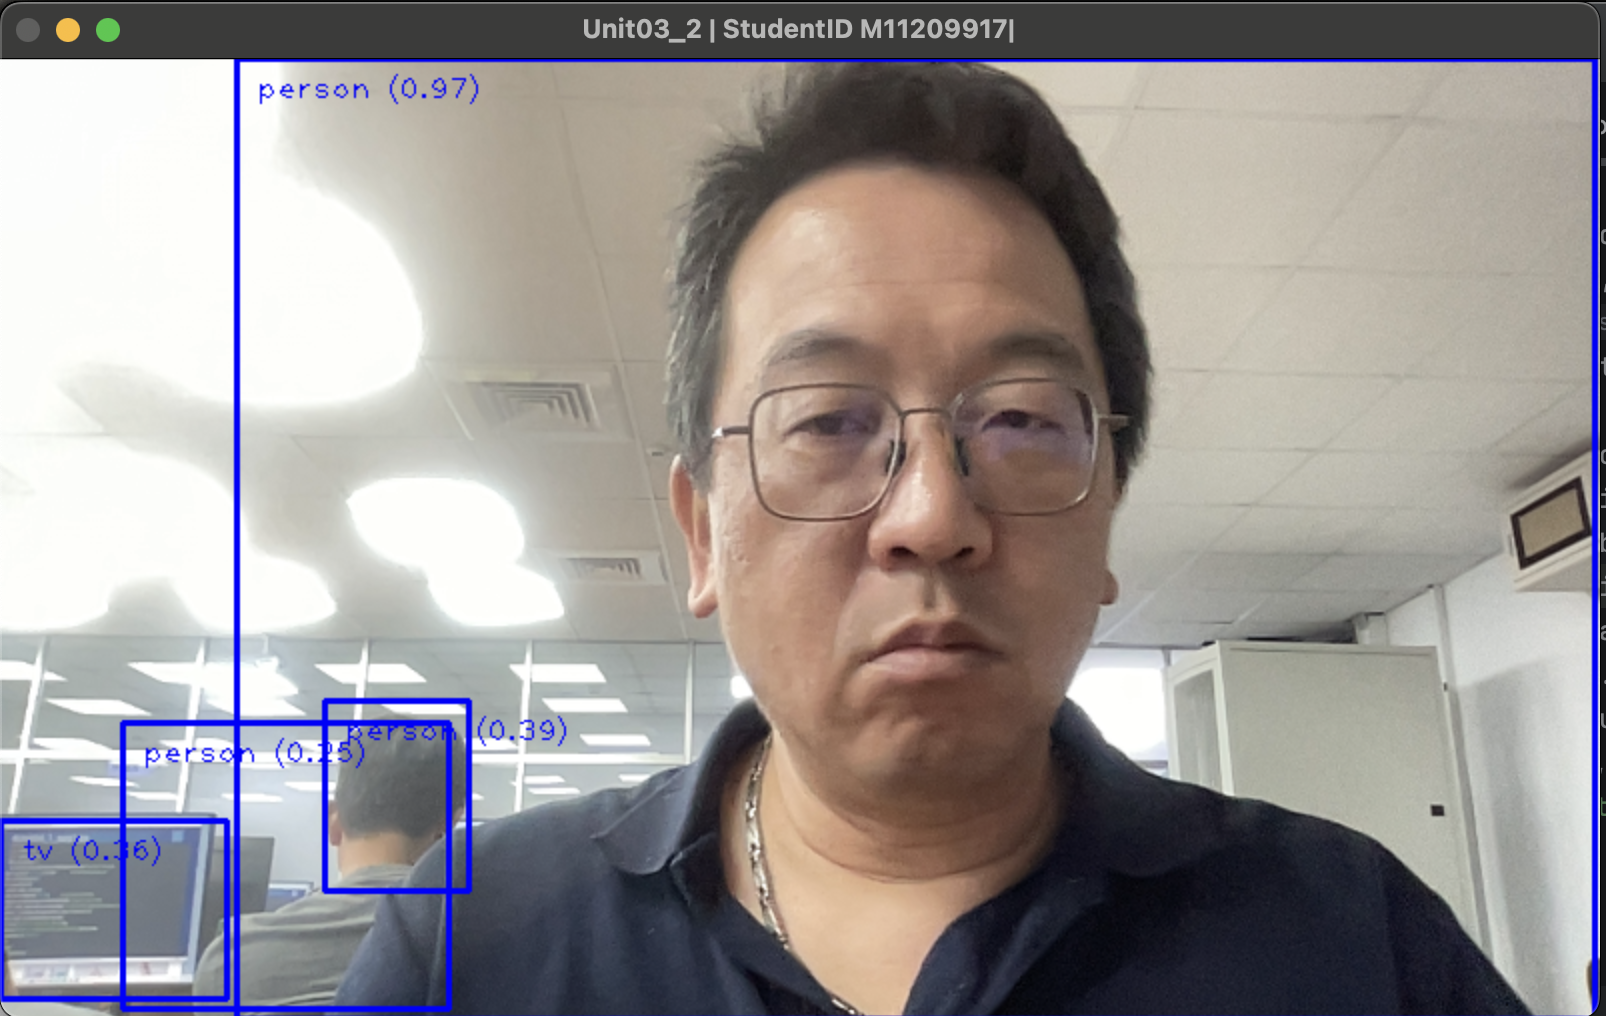 Unit03_2 | StudentID M11209917|
person (0.97)
person (0.39)
person (0.25)
tv (0.36)